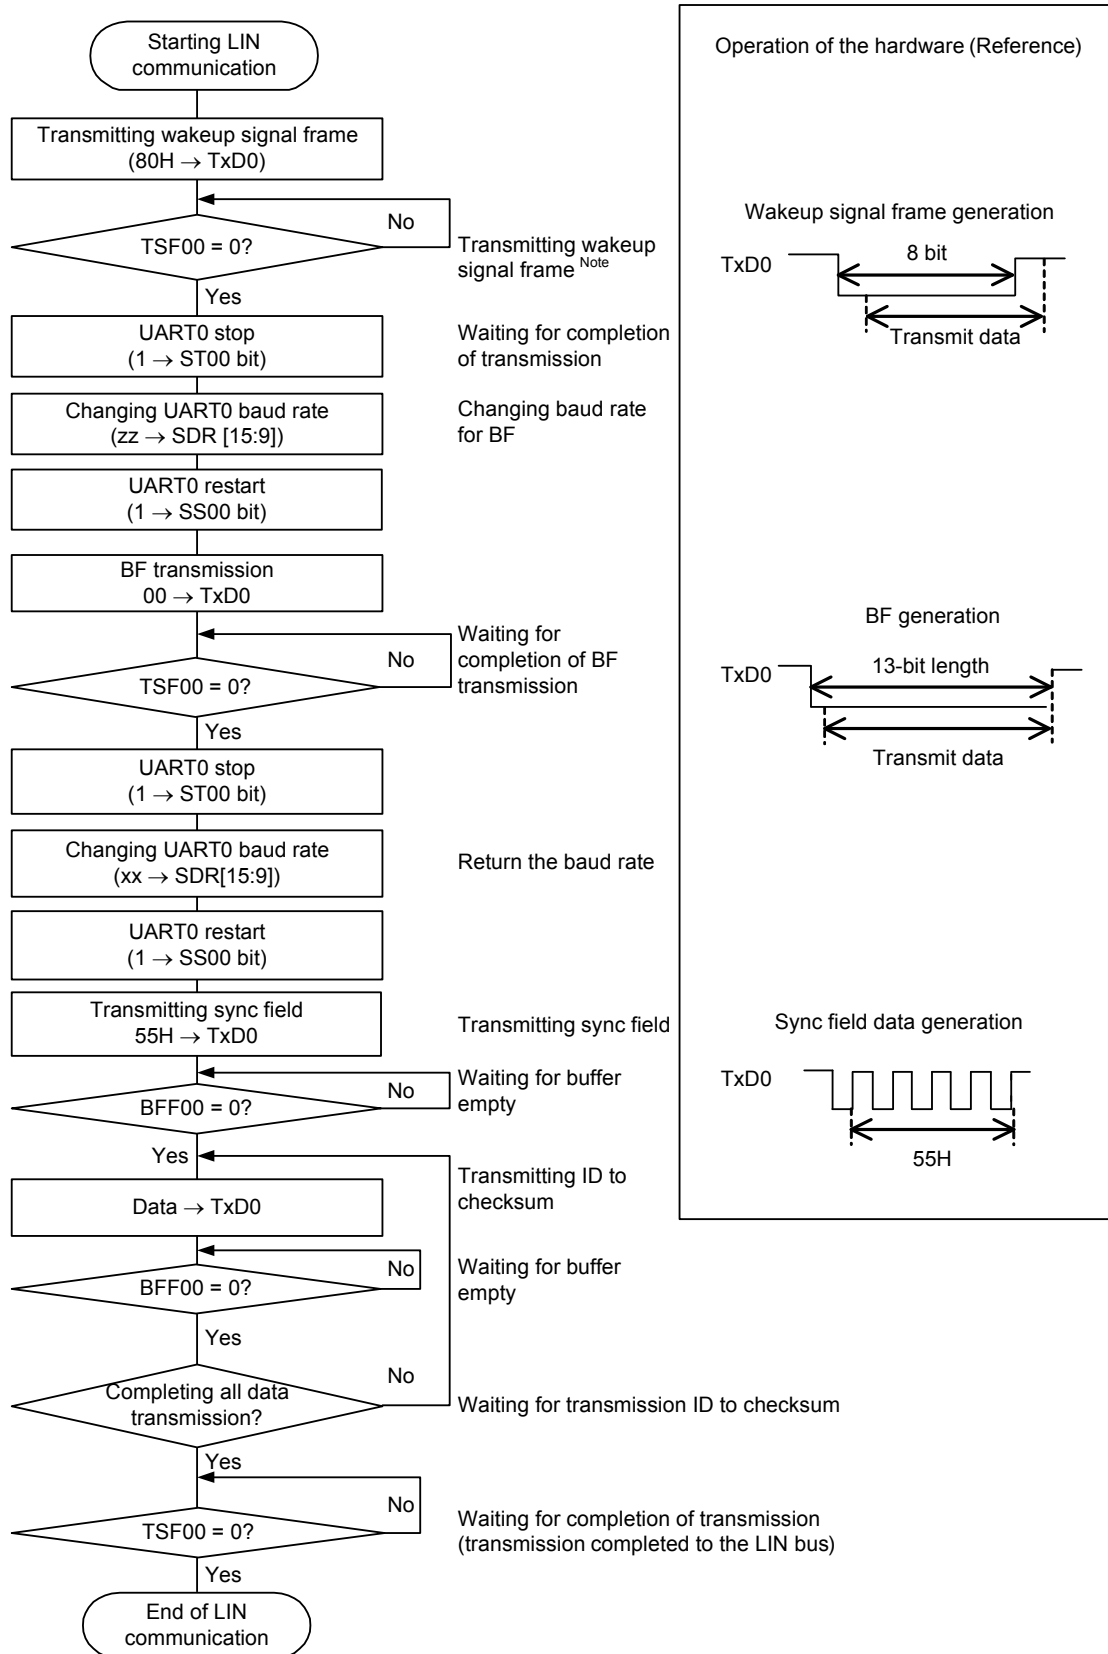 Starting LIN
communication
Transmitting wakeup signal frame
(80H → TxD0)
No
TSF00 = 0?
Transmitting wakeup
signal frame Note
Yes
UART0 stop
(1 → ST00 bit)
Waiting for completion
of transmission
Changing UART0 baud rate
(zz → SDR [15:9])
Changing baud rate
for BF
UART0 restart
(1 → SS00 bit)
BF transmission
00 → TxD0
Waiting for
completion of BF
transmission
No
TSF00 = 0?
Yes
UART0 stop
(1 → ST00 bit)
Changing UART0 baud rate
(xx → SDR[15:9])
Return the baud rate
UART0 restart
(1 → SS00 bit)
Transmitting sync field
55H → TxD0
Transmitting sync field
Waiting for buffer
empty
No
BFF00 = 0?
Yes
Transmitting ID to
checksum
Data → TxD0
No
BFF00 = 0?
Waiting for buffer
empty
Yes
No
Completing all data
transmission?
Waiting for transmission ID to checksum
Yes
No
TSF00 = 0?
Waiting for completion of transmission
(transmission completed to the LIN bus)
Yes
End of LIN
communication
Operation of the hardware (Reference)
Wakeup signal frame generation
TxD0
8 bit
Transmit data
BF generation
TxD0
13-bit length
Transmit data
Sync field data generation
TxD0
55H